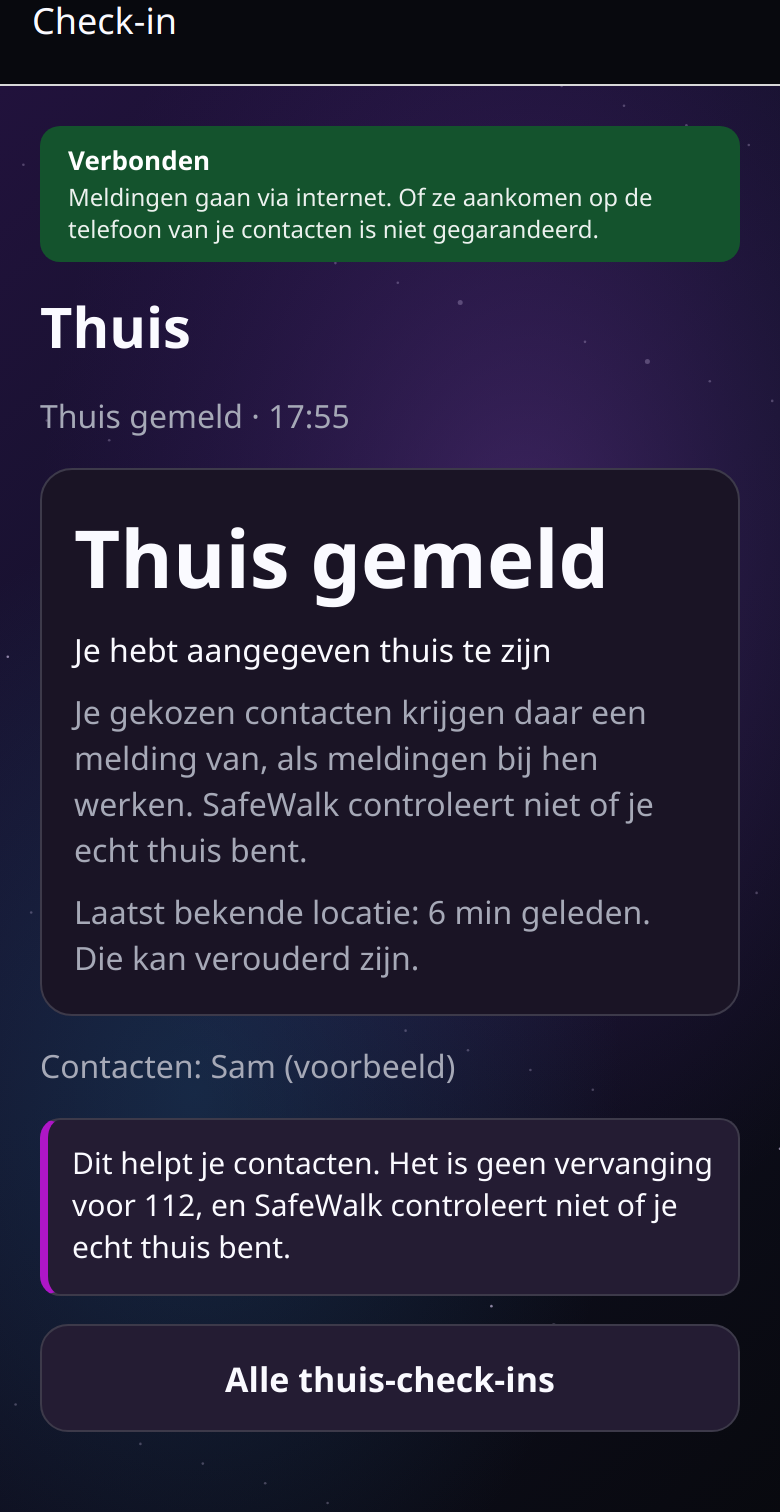 Check-in
Verbonden
Meldingen gaan via internet. Of ze aankomen op de
telefoon van je contacten is niet gegarandeerd.
Thuis
Thuis gemeld · 17:55
Thuis gemeld
Je hebt aangegeven thuis te zijn
Je gekozen contacten krijgen daar een
melding van, als meldingen bij hen
werken. SafeWalk controleert niet of je
echt thuis bent.
Laatst bekende locatie: 6 min geleden.
Die kan verouderd zijn.
Contacten: Sam (voorbeeld)
Dit helpt je contacten. Het is geen vervanging
voor 112, en SafeWalk controleert niet of je
echt thuis bent.
Alle thuis-check-ins